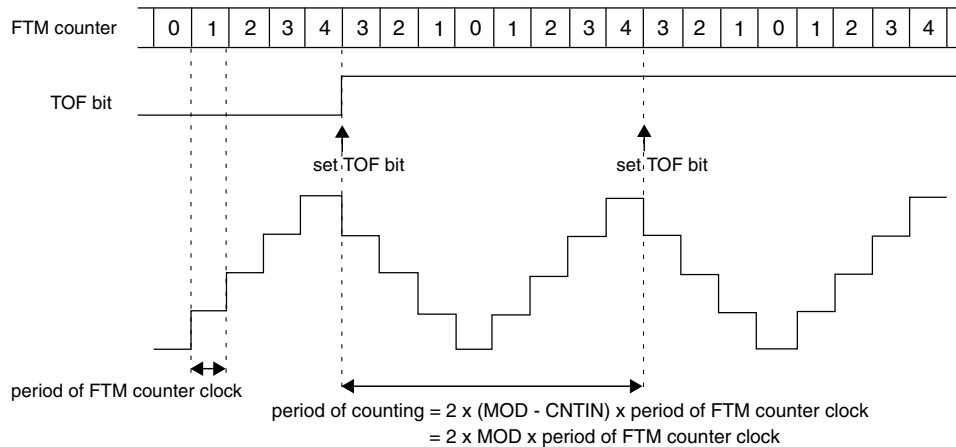 FTM counter 0 1 2 3 4 3 2 1 0 1 2 3 4 3 2 1 0 1 2 3 4
TOF bit
set TOF bit set TOF bit
period of FTM counter clock
period of counting = 2 x (MOD - CNTIN) x period of FTM counter clock
= 2 x MOD x period of FTM counter clock